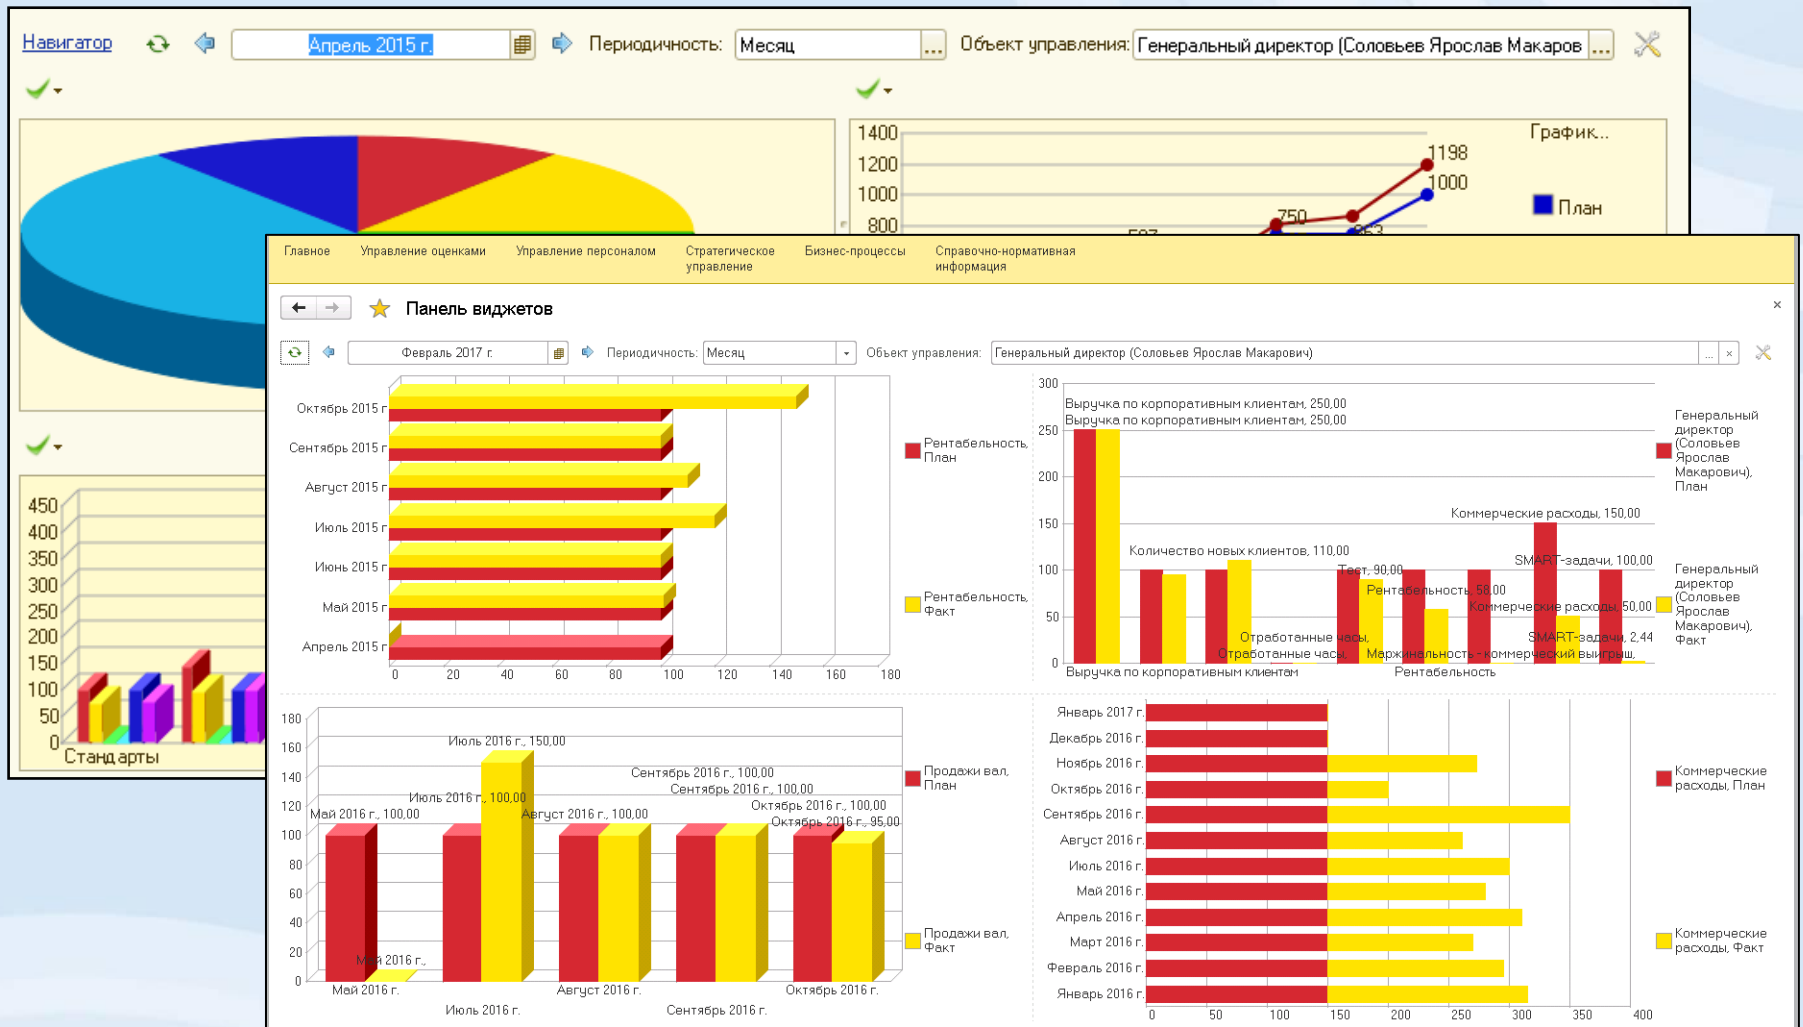 Навигатор
Апрель 2015 г.
Периодичность:
Месяц
...
Объект управления:
Генеральный директор (Соловьев Ярослав Макаров
...
1400
1200
1000
800
1198
1000
750
График...
План
450
400
350
300
250
200
150
100
50
0
Стандарты
Главное
Управление оценками
Управление персоналом
Стратегическое
управление
Бизнес-процессы
Справочно-нормативная
информация
Панель виджетов
×
Февраль 2017 г.
Периодичность:
Месяц
Объект управления:
Генеральный директор (Соловьев Ярослав Макарович)
...
×
Октябрь 2015 г
Сентябрь 2015 г
Август 2015 г
Июль 2015 г
Июнь 2015 г
Май 2015 г
Апрель 2015 г
0 20 40 60 80 100 120 140 160 180
Рентабельность,
План
Рентабельность,
Факт
300
250
200
150
100
50
0
Выручка по корпоративным клиентам, 250,00
Выручка по корпоративным клиентам, 250,00
Коммерческие расходы, 150,00
Количество новых клиентов, 110,00
SMART-задачи, 100,00
Тест, 90,00
Рентабельность, 58,00
Коммерческие расходы, 50,00
Отработанные часы,
SMART-задачи, 2,44
Отработанные часы,
Маржинальность - коммерческий выигрыш,
Выручка по корпоративным клиентам
Рентабельность
Генеральный
директор
(Соловьев
Ярослав
Макарович),
План
Генеральный
директор
(Соловьев
Ярослав
Макарович),
Факт
180
160
140
120
100
80
60
40
20
0
Июль 2016 г., 150,00
Сентябрь 2016 г., 100,00
Сентябрь 2016 г., 100,00
Июль 2016 г., 100,00
Октябрь 2016 г., 100,00
Май 2016 г., 100,00
Август 2016 г., 100,00
Октябрь 2016 г., 95,00
Май 2016 г.,
Май 2016 г.
Июль 2016 г.
Август 2016 г.
Сентябрь 2016 г.
Октябрь 2016 г.
Продажи вал,
План
Продажи вал,
Факт
Январь 2017 г.
Декабрь 2016 г.
Ноябрь 2016 г.
Октябрь 2016 г.
Сентябрь 2016 г.
Август 2016 г.
Июль 2016 г.
Май 2016 г.
Апрель 2016 г.
Март 2016 г.
Февраль 2016 г.
Январь 2016 г.
0 50 100 150 200 250 300 350 400
Коммерческие
расходы, План
Коммерческие
расходы, Факт